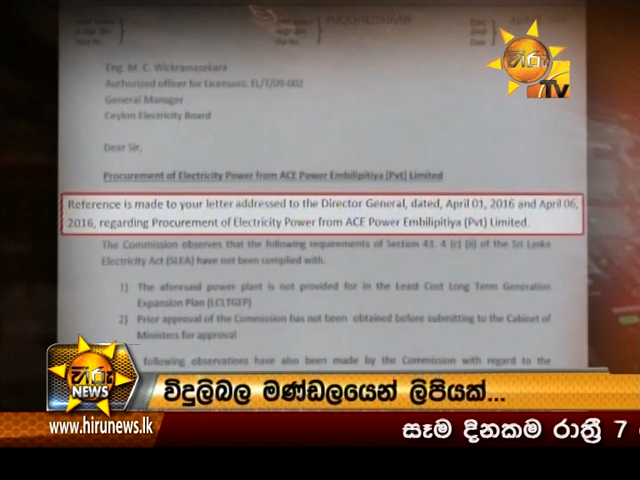 PUC/LIC/2016/09
April
හිරු
TV
Eng. M. C. Wickramasekara
Authorised officer for Licensees: EL/T/09-002
General Manager
Ceylon Electricity Board
Dear Sir,
Procurement of Electricity Power from ACE Power Embilipitiya (Pvt) Limited
Reference is made to your letter addressed to the Director General, dated, April 01, 2016 and April 06,
2016, regarding Procurement of Electricity Power from ACE Power Embilipitiya (Pvt) Limited.
The Commission observes that the following requirements of Section 43. 4 (c) (ii) of the Sri Lanka
Electricity Act (SLEA) have not been complied with.
1) The aforesaid power plant is not provided for in the Least Cost Long Term Generation
Expansion Plan (LCLTGEP)
2) Prior approval of the Commission has not been obtained before submitting to the Cabinet of
Ministers for approval
following observations have also been made by the Commission with regard to the
හිරු
NEWS
විදුලිබල මණ්ඩලයෙන් ලිපියක්...
www.hirunews.lk
සෑම දිනකම රාත්‍රී 7